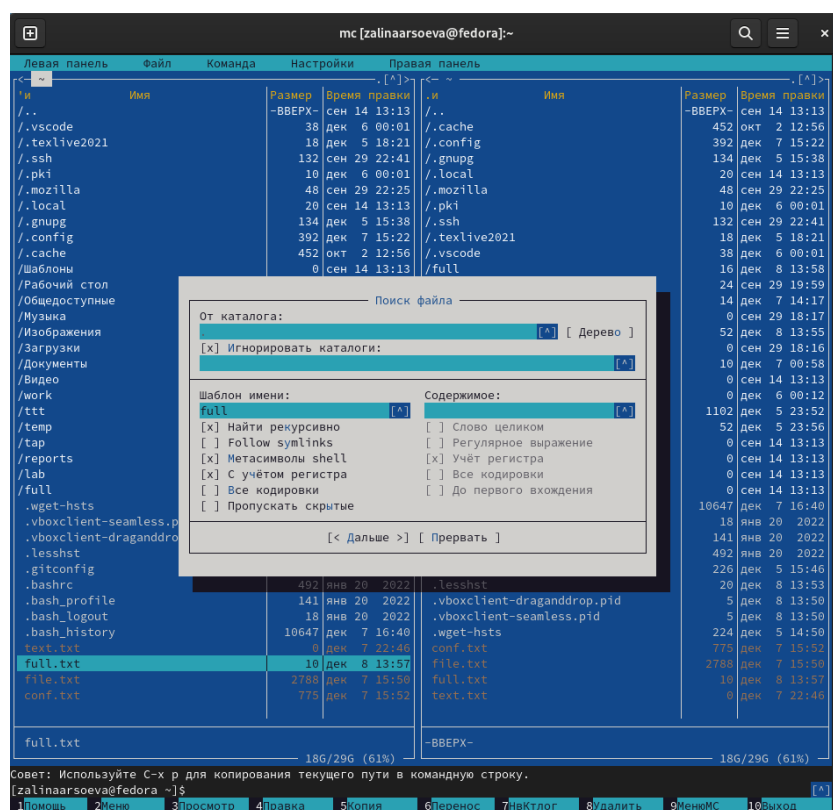 mc [zalinaarsoeva@fedora]:~
Левая панель Файл Команда Настройки Правая панель
<— ~ .[^]> <— ~ .[^]>
'и Имя Размер Время правки .и Имя Размер Время правки
/.. -ВВЕРХ- сен 14 13:13 /.. -ВВЕРХ- сен 14 13:13
/.vscode 38 дек 6 00:01 /.cache 452 окт 2 12:56
/.texlive2021 18 дек 5 18:21 /.config 392 дек 7 15:22
/.ssh 132 сен 29 22:41 /.gnupg 134 дек 5 15:38
/.pki 10 дек 6 00:01 /.local 20 сен 14 13:13
/.mozilla 48 сен 29 22:25 /.mozilla 48 сен 29 22:25
/.local 20 сен 14 13:13 /.pki 10 дек 6 00:01
/.gnupg 134 дек 5 15:38 /.ssh 132 сен 29 22:41
/.config 392 дек 7 15:22 /.texlive2021 18 дек 5 18:21
/.cache 452 окт 2 12:56 /.vscode 38 дек 6 00:01
/Шаблоны 0 сен 14 13:13 /full 16 дек 8 13:58
/Рабочий стол 24 сен 29 19:59
/Общедоступные Поиск файла 14 дек 7 14:17
/Музыка От каталога: 0 сен 29 18:17
/Изображения . [^] [ Дерево ] 52 дек 8 13:55
/Загрузки [x] Игнорировать каталоги: 0 сен 29 18:16
/Документы [^] 10 дек 7 00:58
/Видео 0 сен 14 13:13
/work Шаблон имени: Содержимое: 0 дек 6 00:12
/ttt full [^] [^] 1102 дек 5 23:52
/temp [x] Найти рекурсивно [ ] Слово целиком 52 дек 5 23:56
/tap [ ] Follow symlinks [ ] Регулярное выражение 0 сен 14 13:13
/reports [x] Метасимволы shell [x] Учёт регистра 0 сен 14 13:13
/lab [x] С учётом регистра [ ] Все кодировки 0 сен 14 13:13
/full [ ] Все кодировки [ ] До первого вхождения 0 сен 14 13:13
.wget-hsts [ ] Пропускать скрытые 10647 дек 7 16:40
.vboxclient-seamless.p 18 янв 20 2022
.vboxclient-draganddro [< Дальше >] [ Прервать ] 141 янв 20 2022
.lesshst 492 янв 20 2022
.gitconfig 226 дек 5 15:46
.bashrc 492 янв 20 2022 .lesshst 20 дек 8 13:53
.bash_profile 141 янв 20 2022 .vboxclient-draganddrop.pid 5 дек 8 13:50
.bash_logout 18 янв 20 2022 .vboxclient-seamless.pid 5 дек 8 13:50
.bash_history 10647 дек 7 16:40 .wget-hsts 224 дек 5 14:50
text.txt 0 дек 7 22:46 conf.txt 775 дек 7 15:52
full.txt 10 дек 8 13:57 file.txt 2788 дек 7 15:50
file.txt 2788 дек 7 15:50 full.txt 10 дек 8 13:57
conf.txt 775 дек 7 15:52 text.txt 0 дек 7 22:46
full.txt -ВВЕРХ-
18G/29G (61%) 18G/29G (61%)
Совет: Используйте C-x p для копирования текущего пути в командную строку.
[zalinaarsoeva@fedora ~]$ [^]
1Помощь 2Меню 3Просмотр 4Правка 5Копия 6Перенос 7НвКтлог 8Удалить 9МенюMC 10Выход